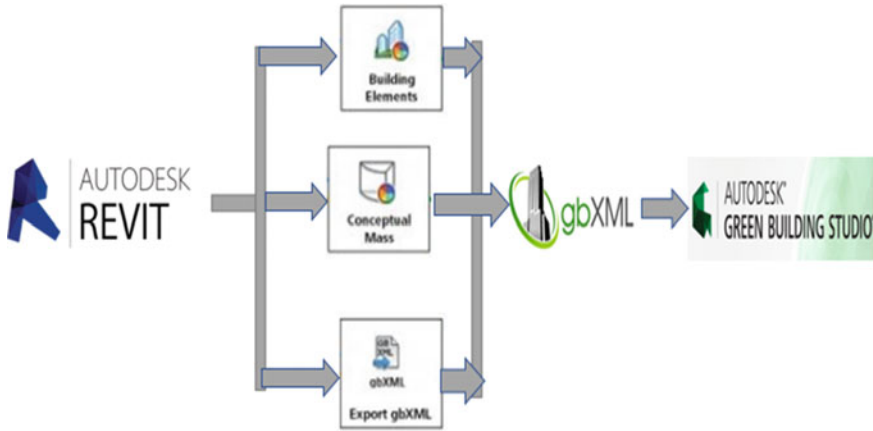 AUTODESK
REVIT
Building
Elements
Conceptual
Mass
GB
XML
gbXML
Export gbXML
gbXML
AUTODESK®
GREEN BUILDING STUDIO